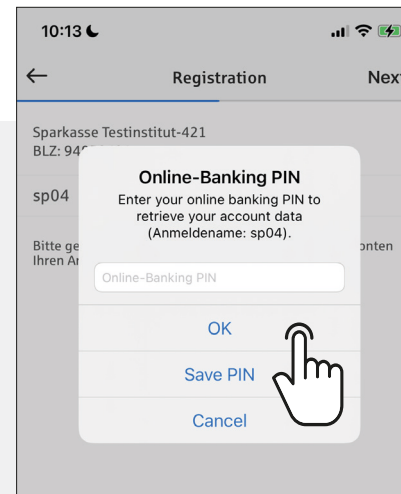 10:13
Registration
Next
Sparkasse Testinstitut-421
BLZ: 94
sp04
Online-Banking PIN
Enter your online banking PIN to
retrieve your account data
(Anmeldename: sp04).
Bitte ge
onten
Ihren An
Online-Banking PIN
OK
Save PIN
Cancel